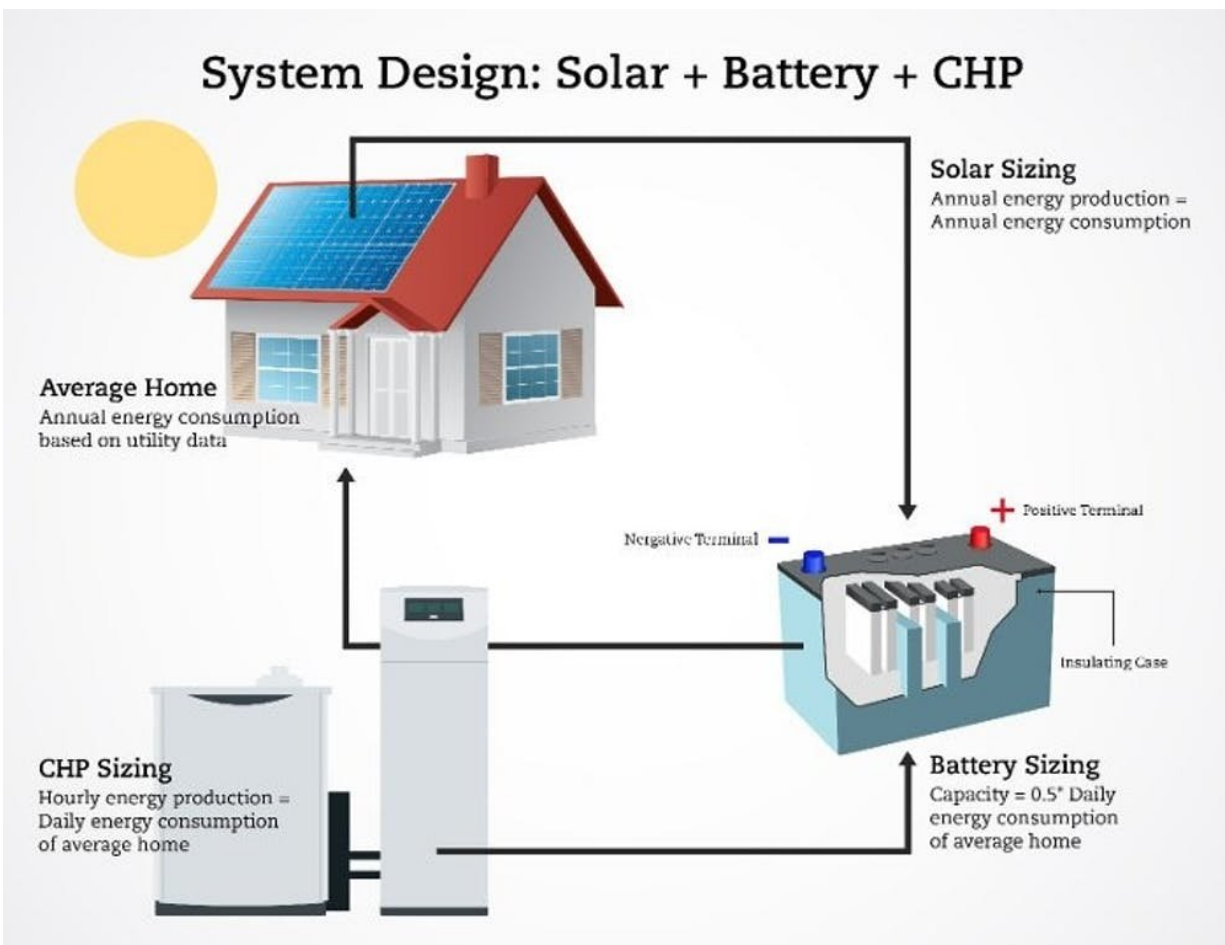 System Design: Solar + Battery + CHP
Solar Sizing
Annual energy production =
Annual energy consumption
Average Home
Annual energy consumption
based on utility data
Nergative Terminal
+ Positive Terminal
Insulating Case
CHP Sizing
Hourly energy production =
Daily energy consumption
of average home
Battery Sizing
Capacity = 0.5* Daily
energy consumption
of average home